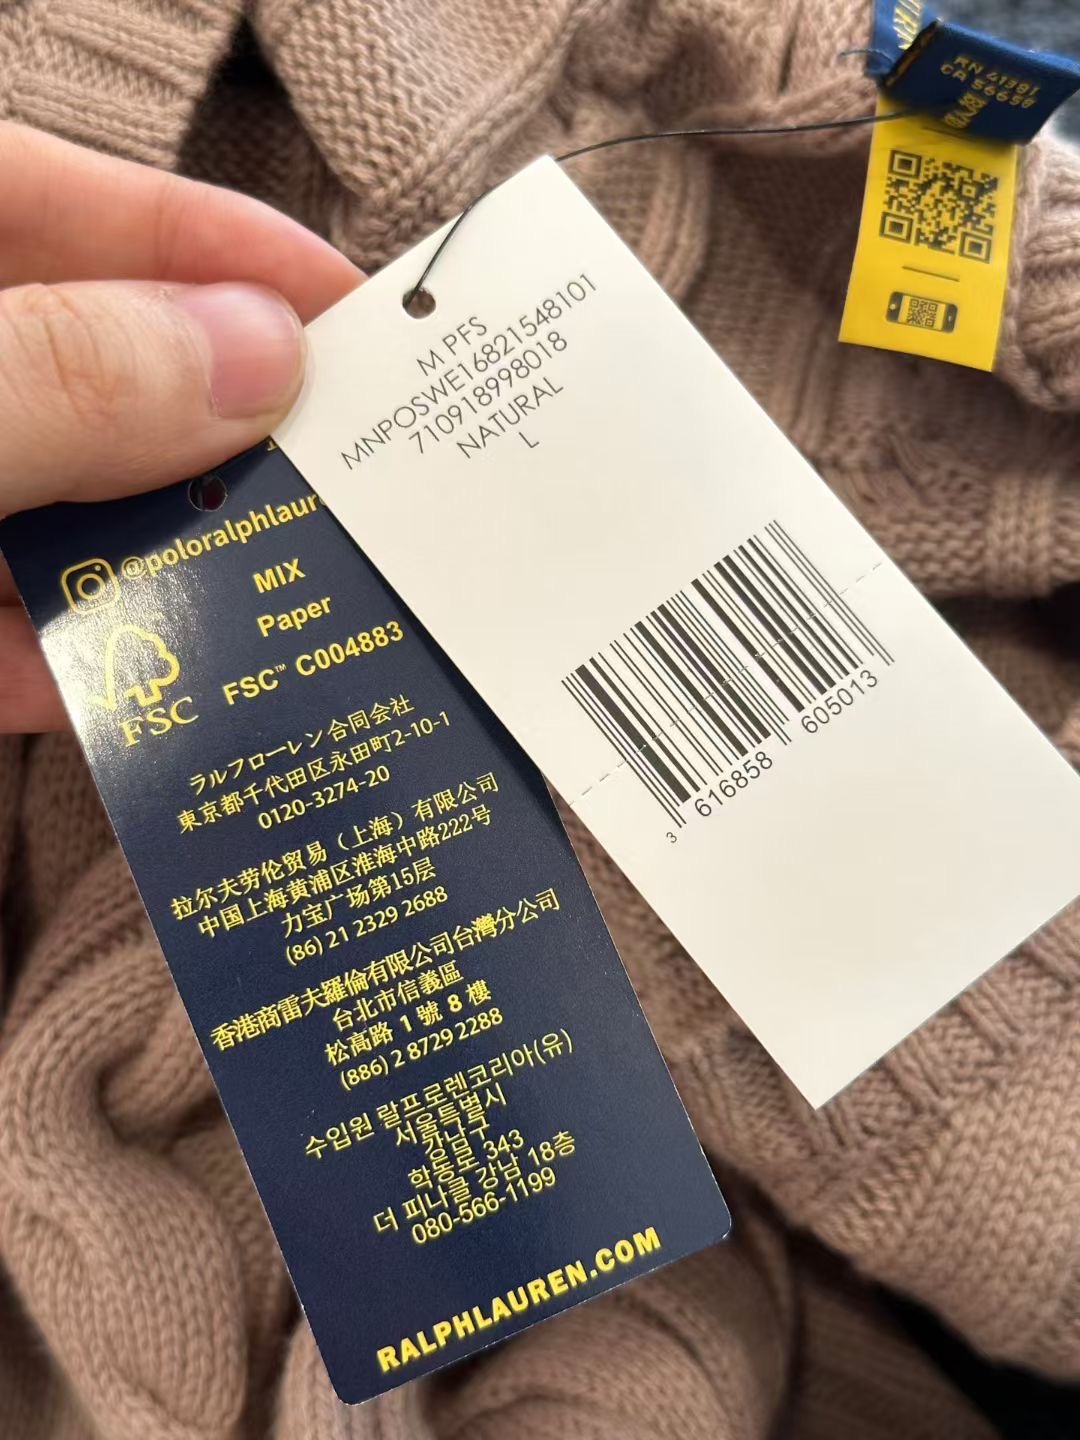 RN 41381
CA 56658
M PFS
MNPOSWE16821548101
710918998018
NATURAL
L
3 616858 605013
@poloralphlaur
MIX
Paper
FSC™ C004883
FSC
ラルフローレン合同会社
東京都千代田区永田町2-10-1
0120-3274-20
拉尔夫劳伦贸易（上海）有限公司
中国上海黄浦区淮海中路222号
力宝广场第15层
(86) 21 2329 2688
香港商雷夫羅倫有限公司台灣分公司
台北市信義區
松高路 1 號 8 樓
(886) 2 8729 2288
수입원 랄프로렌코리아(유)
서울특별시
강남구
학동로 343
더 피나클 강남 18층
080-566-1199
RALPHLAUREN.COM